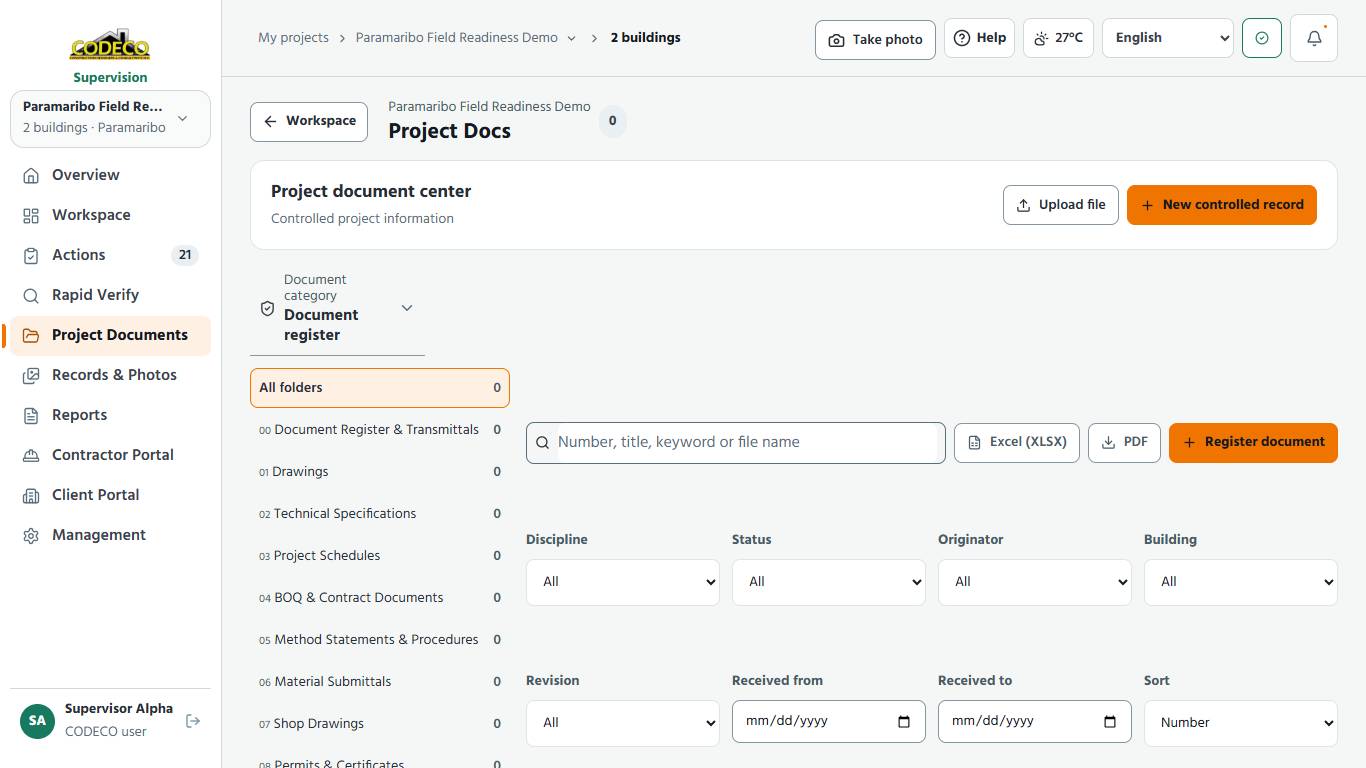 CODECO
Supervision
Paramaribo Field Re...
2 buildings · Paramaribo
Overview
Workspace
Actions 21
Rapid Verify
Project Documents
Records & Photos
Reports
Contractor Portal
Client Portal
Management
SA
Supervisor Alpha
CODECO user
My projects > Paramaribo Field Readiness Demo > 2 buildings
Take photo
Help
27°C
English
Workspace
Paramaribo Field Readiness Demo
Project Docs
0
Project document center
Controlled project information
Upload file
New controlled record
Document
category
Document
register
All folders 0
00 Document Register & Transmittals 0
01 Drawings 0
02 Technical Specifications 0
03 Project Schedules 0
04 BOQ & Contract Documents 0
05 Method Statements & Procedures 0
06 Material Submittals 0
07 Shop Drawings 0
08 Permits & Certificates 0
Number, title, keyword or file name
Excel (XLSX)
PDF
Register document
Discipline Status Originator Building
All All All All
Revision Received from Received to Sort
All mm/dd/yyyy mm/dd/yyyy Number